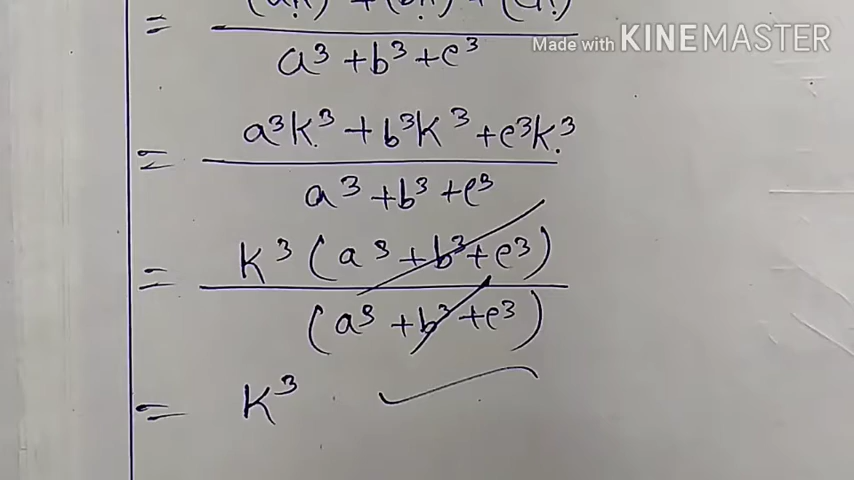 =
a³ + b³ + c³
Made with KINEMASTER
= a³k³ + b³k³ + c³k³
a³ + b³ + c³
= k³ (a³ + b³ + c³)
(a³ + b³ + c³)
= k³